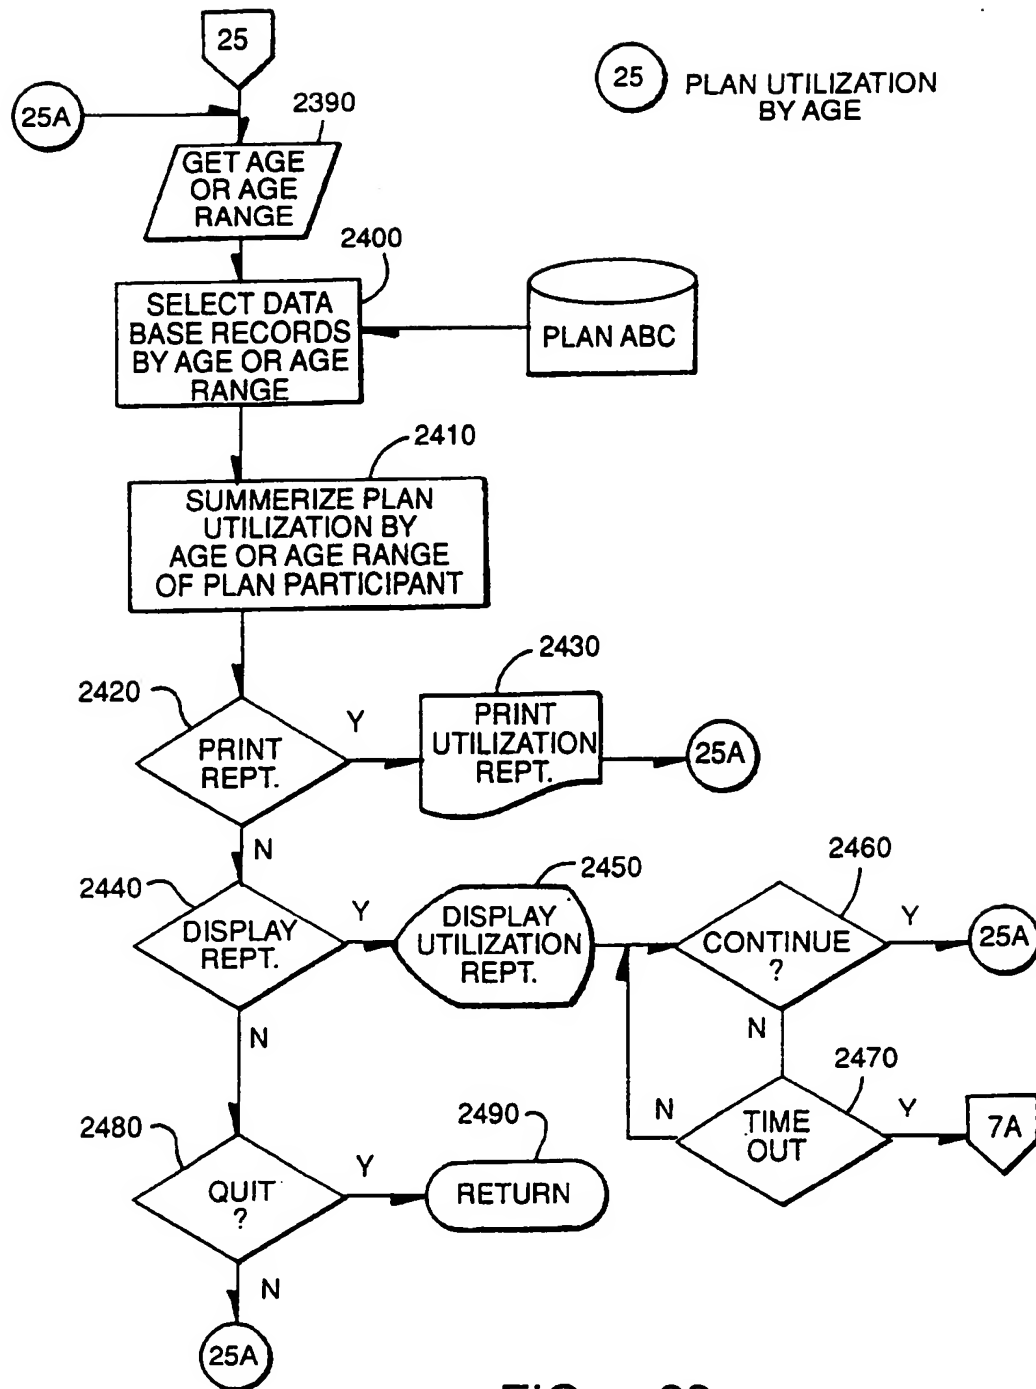 25
25
PLAN UTILIZATION
BY AGE
25A
2390
GET AGE
OR AGE
RANGE
2400
SELECT DATA
BASE RECORDS
BY AGE OR AGE
RANGE
PLAN ABC
2410
SUMMERIZE PLAN
UTILIZATION BY
AGE OR AGE RANGE
OF PLAN PARTICIPANT
2420
PRINT
REPT.
Y
2430
PRINT
UTILIZATION
REPT.
25A
N
2440
DISPLAY
REPT.
Y
2450
DISPLAY
UTILIZATION
REPT.
2460
CONTINUE
?
Y
25A
N
N
2470
TIME
OUT
N
Y
7A
2480
QUIT
?
Y
2490
RETURN
N
25A